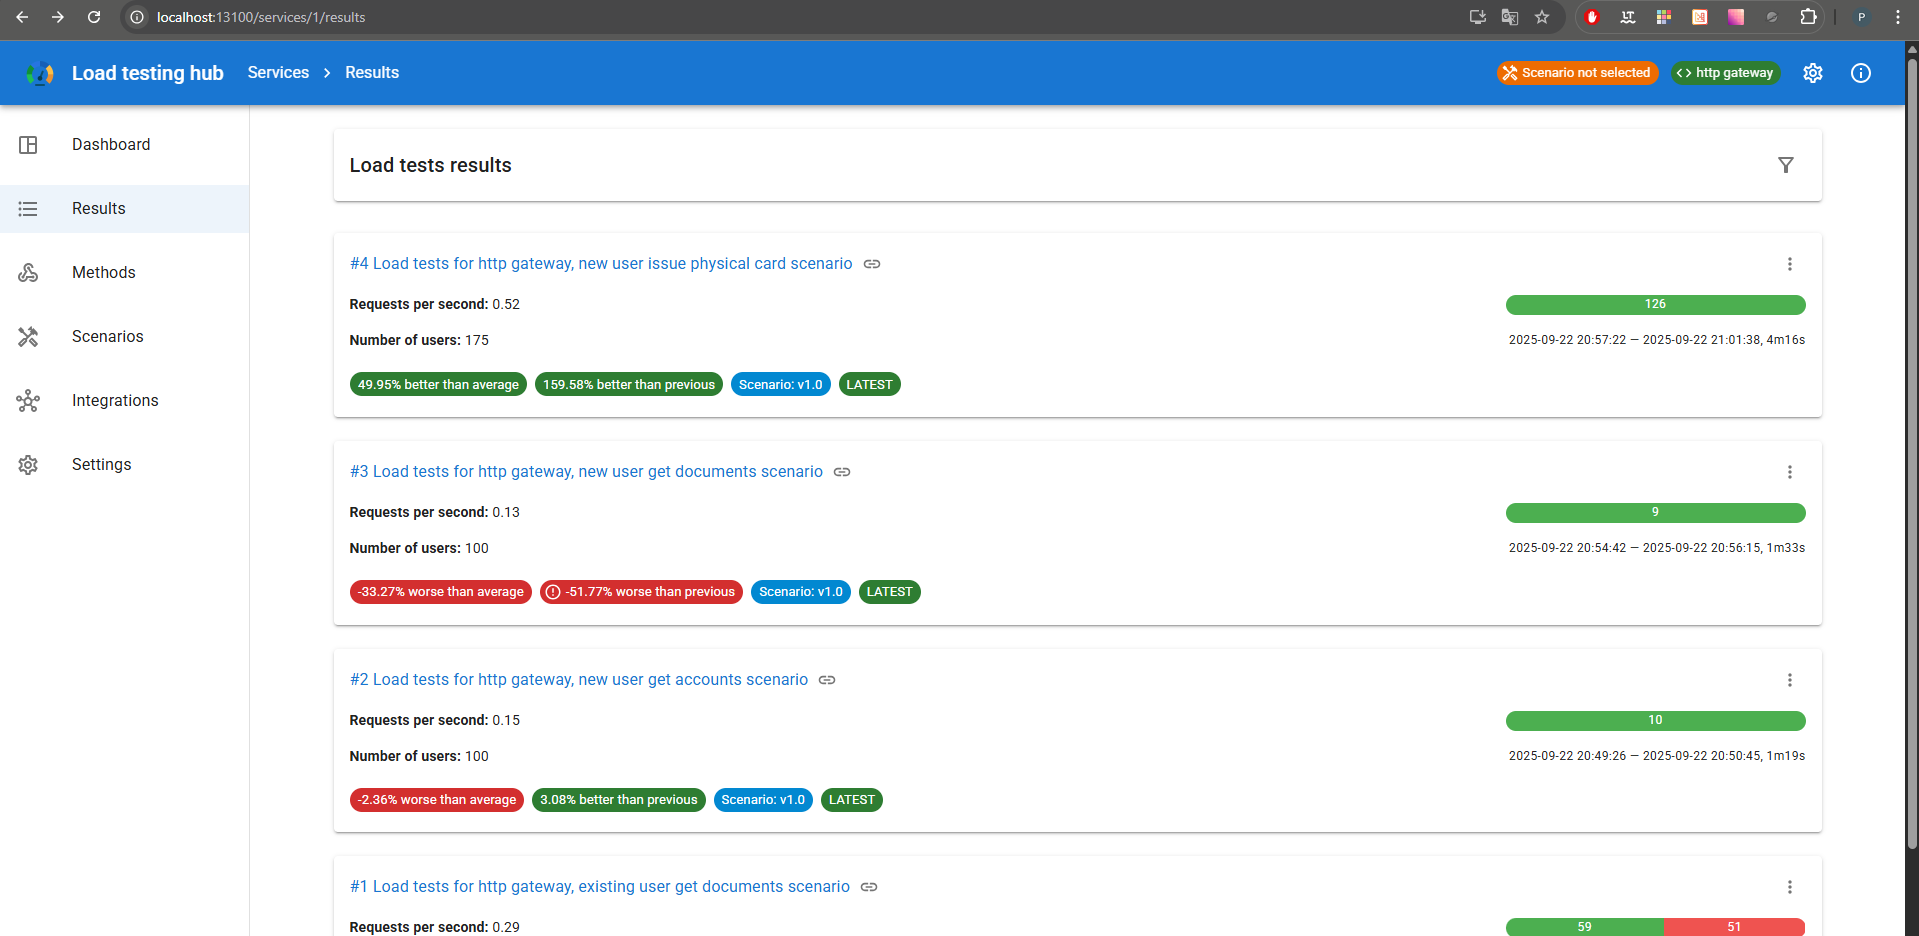 localhost:13100/services/1/results
P
Load testing hub
Services
Results
Scenario not selected
http gateway
Dashboard
Results
Methods
Scenarios
Integrations
Settings
Load tests results
#4 Load tests for http gateway, new user issue physical card scenario
Requests per second: 0.52
126
Number of users: 175
2025-09-22 20:57:22 — 2025-09-22 21:01:38, 4m16s
49.95% better than average
159.58% better than previous
Scenario: v1.0
LATEST
#3 Load tests for http gateway, new user get documents scenario
Requests per second: 0.13
9
Number of users: 100
2025-09-22 20:54:42 — 2025-09-22 20:56:15, 1m33s
-33.27% worse than average
-51.77% worse than previous
Scenario: v1.0
LATEST
#2 Load tests for http gateway, new user get accounts scenario
Requests per second: 0.15
10
Number of users: 100
2025-09-22 20:49:26 — 2025-09-22 20:50:45, 1m19s
-2.36% worse than average
3.08% better than previous
Scenario: v1.0
LATEST
#1 Load tests for http gateway, existing user get documents scenario
Requests per second: 0.29
59
51